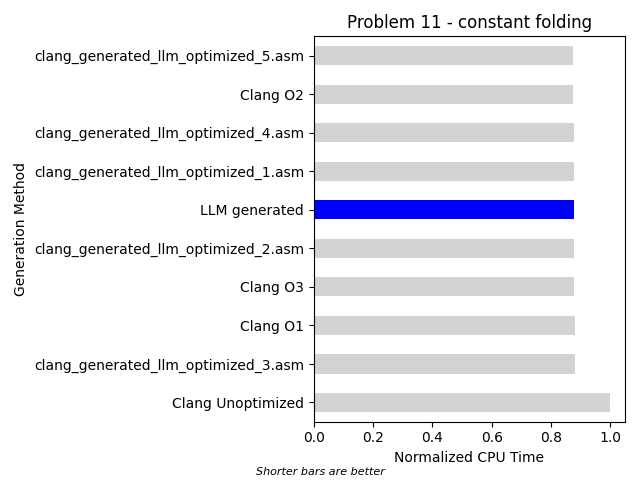 Problem 11 - constant folding
clang_generated_llm_optimized_5.asm
Clang O2
clang_generated_llm_optimized_4.asm
clang_generated_llm_optimized_1.asm
LLM generated
clang_generated_llm_optimized_2.asm
Clang O3
Clang O1
clang_generated_llm_optimized_3.asm
Clang Unoptimized
Generation Method
0.0 0.2 0.4 0.6 0.8 1.0
Normalized CPU Time
Shorter bars are better